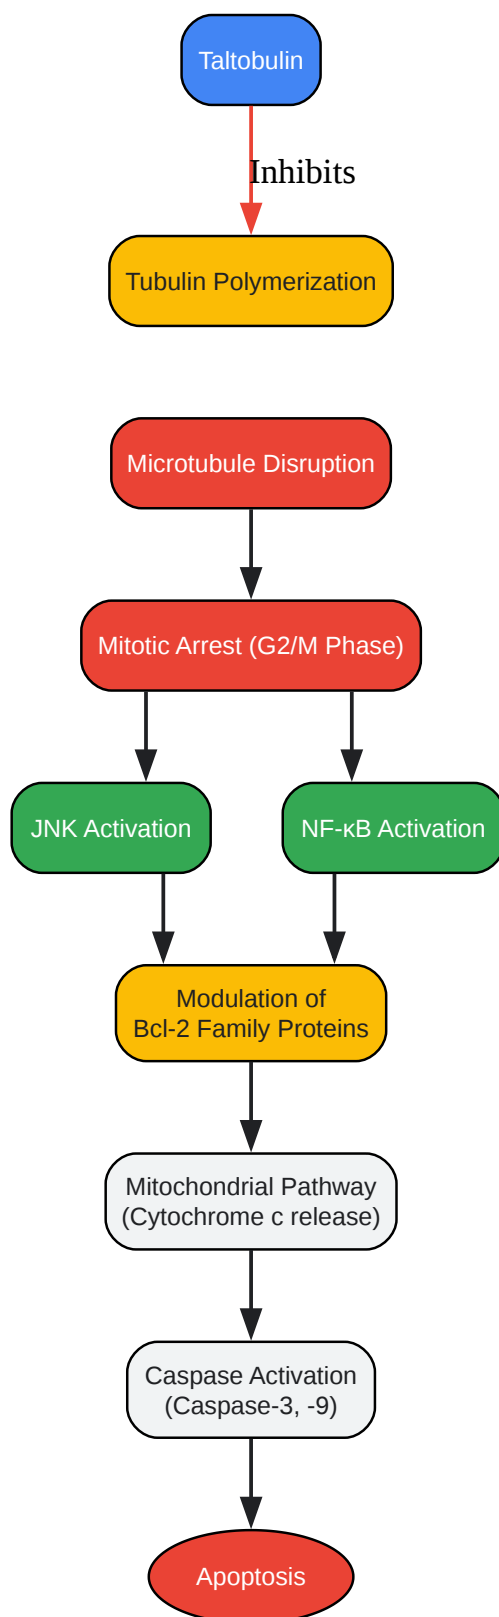 Taltobulin
Inhibits
Tubulin Polymerization
Microtubule Disruption
Mitotic Arrest (G2/M Phase)
JNK Activation
NF-κB Activation
Modulation of
Bcl-2 Family Proteins
Mitochondrial Pathway
(Cytochrome c release)
Caspase Activation
(Caspase-3, -9)
Apoptosis